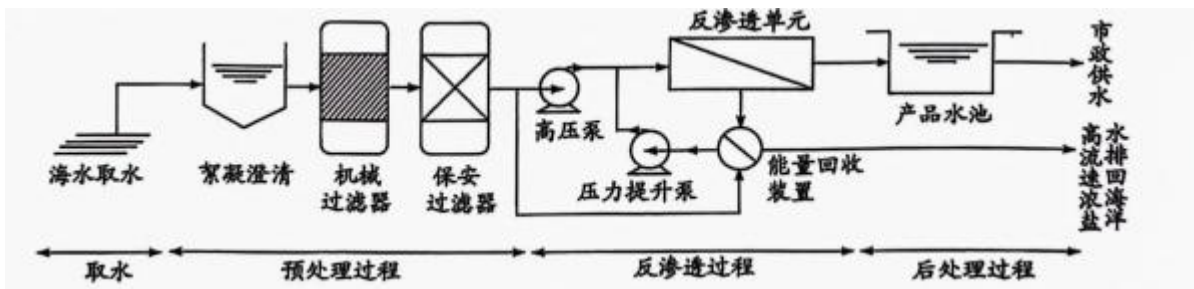 反渗透单元
市政供水
产品水池
高压泵
海水取水
絮凝澄清
机械
过滤器
保安
过滤器
压力提升泵
能量回收
装置
高流速浓盐
水排回海洋
取水
预处理过程
反渗透过程
后处理过程